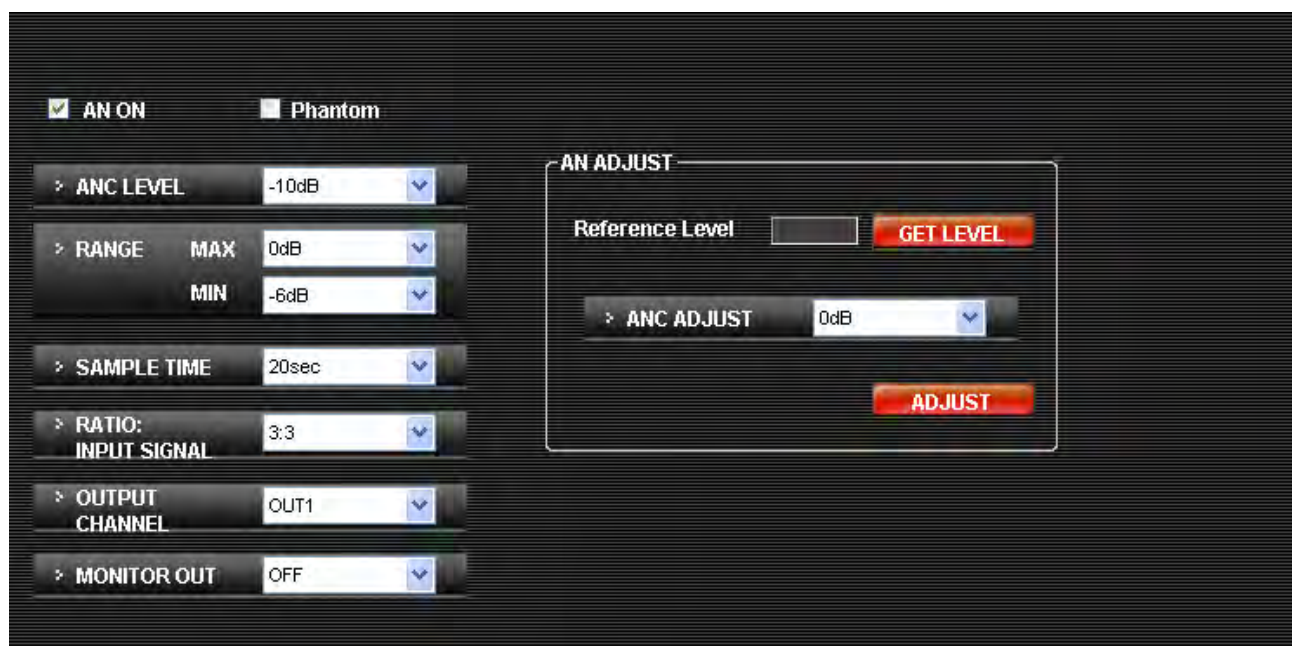 AN ON Phantom
ANC LEVEL -10dB
RANGE MAX 0dB
MIN -6dB
SAMPLE TIME 20sec
RATIO:
INPUT SIGNAL 3:3
OUTPUT
CHANNEL OUT1
MONITOR OUT OFF
AN ADJUST
Reference Level GET LEVEL
ANC ADJUST 0dB
ADJUST